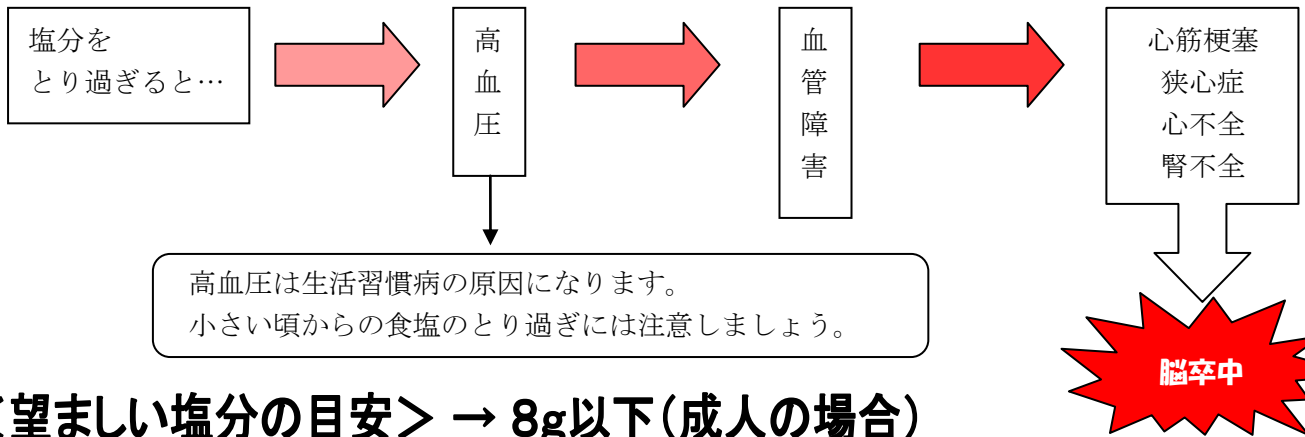 塩分を
とり過ぎると…
高血圧
血管障害
心筋梗塞
狭心症
心不全
腎不全
高血圧は生活習慣病の原因になります。
小さい頃からの食塩のとり過ぎには注意しましょう。
脳卒中
<望ましい塩分の目安> → 8g以下(成人の場合)